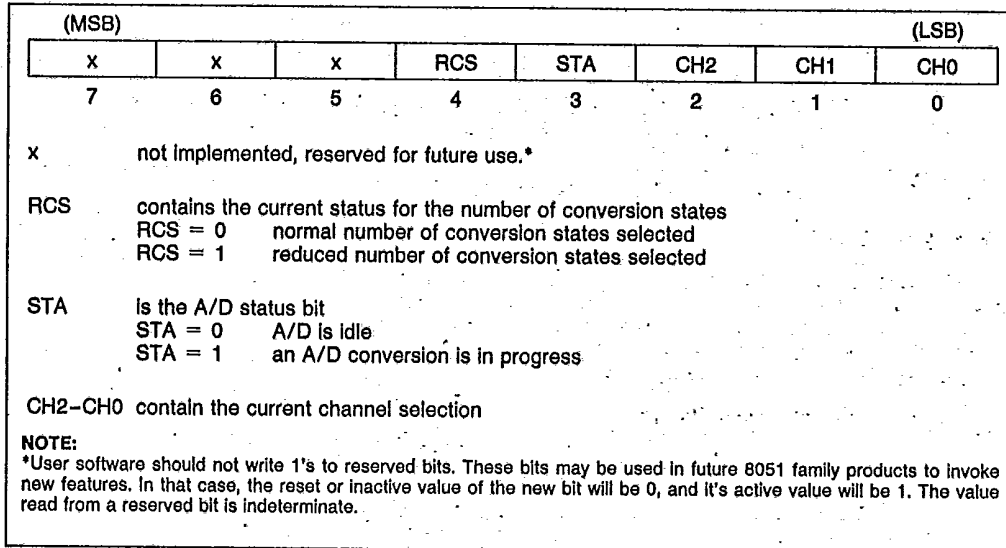 (MSB) (LSB)
x x x RCS STA CH2 CH1 CH0
7 6 5 4 3 2 1 0
x not implemented, reserved for future use.*
RCS contains the current status for the number of conversion states
RCS = 0 normal number of conversion states selected
RCS = 1 reduced number of conversion states selected
STA is the A/D status bit
STA = 0 A/D is idle
STA = 1 an A/D conversion is in progress
CH2–CH0 contain the current channel selection
NOTE:
*User software should not write 1's to reserved bits. These bits may be used in future 8051 family products to invoke
new features. In that case, the reset or inactive value of the new bit will be 0, and it's active value will be 1. The value
read from a reserved bit is indeterminate.